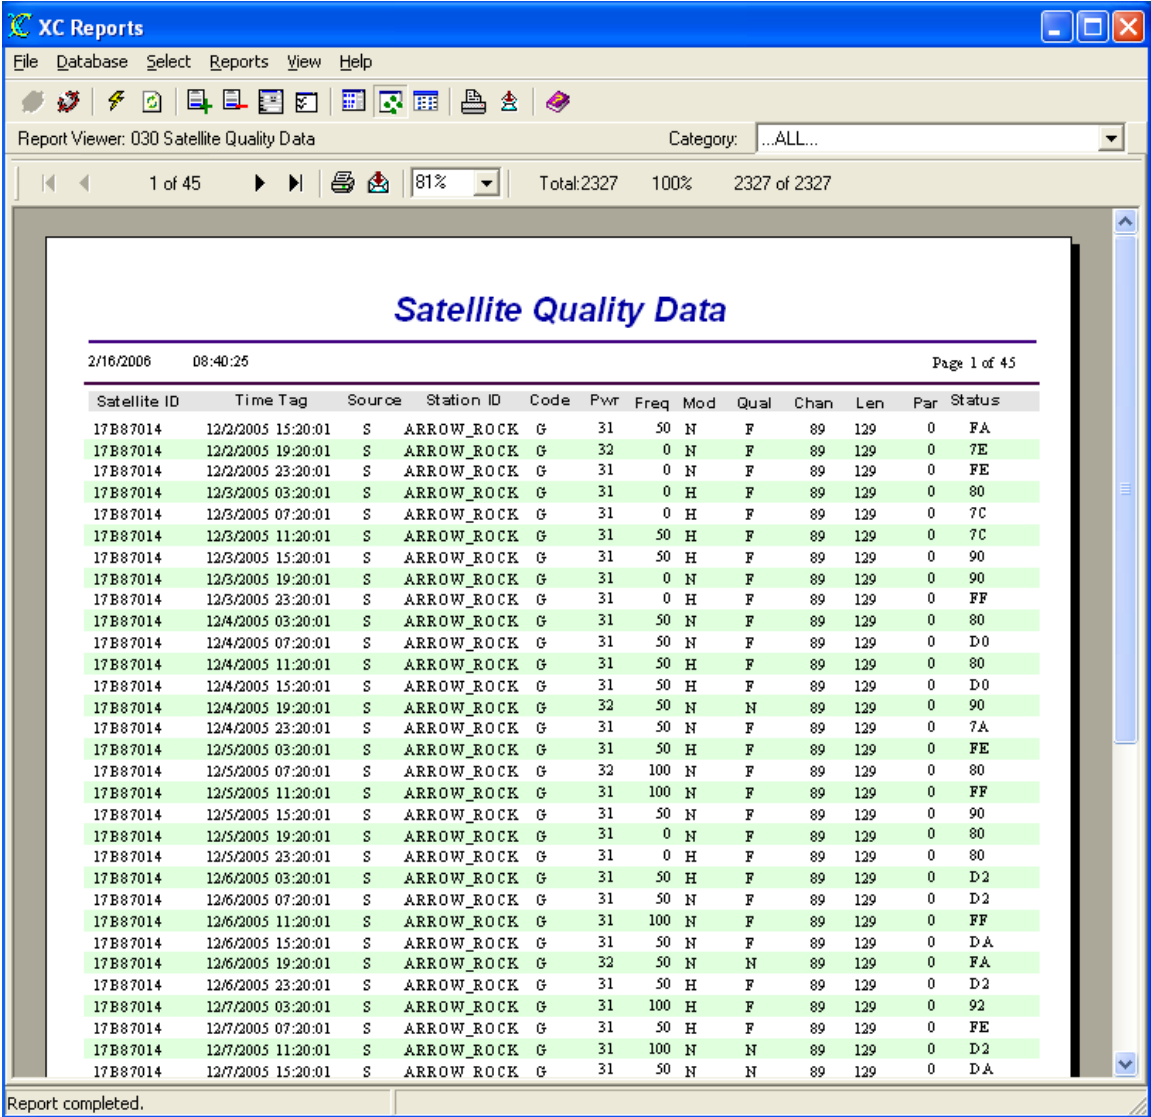 XC Reports
File Database Select Reports View Help
Report Viewer: 030 Satellite Quality Data Category: ...ALL...
1 of 45 81% Total:2327 100% 2327 of 2327
Satellite Quality Data
2/16/2006 08:40:25 Page 1 of 45
Satellite ID Time Tag Source Station ID Code Pwr Freq Mod Qual Chan Len Par Status
17B87014 12/2/2005 15:20:01 S ARROW_ROCK G 31 50 N F 89 129 0 FA
17B87014 12/2/2005 19:20:01 S ARROW_ROCK G 32 0 N F 89 129 0 7E
17B87014 12/2/2005 23:20:01 S ARROW_ROCK G 31 0 N F 89 129 0 FE
17B87014 12/3/2005 03:20:01 S ARROW_ROCK G 31 0 H F 89 129 0 80
17B87014 12/3/2005 07:20:01 S ARROW_ROCK G 31 0 H F 89 129 0 7C
17B87014 12/3/2005 11:20:01 S ARROW_ROCK G 31 50 H F 89 129 0 7C
17B87014 12/3/2005 15:20:01 S ARROW_ROCK G 31 50 H F 89 129 0 90
17B87014 12/3/2005 19:20:01 S ARROW_ROCK G 31 0 N F 89 129 0 90
17B87014 12/3/2005 23:20:01 S ARROW_ROCK G 31 0 H F 89 129 0 FF
17B87014 12/4/2005 03:20:01 S ARROW_ROCK G 31 50 N F 89 129 0 80
17B87014 12/4/2005 07:20:01 S ARROW_ROCK G 31 50 N F 89 129 0 D0
17B87014 12/4/2005 11:20:01 S ARROW_ROCK G 31 50 H F 89 129 0 80
17B87014 12/4/2005 15:20:01 S ARROW_ROCK G 31 50 H F 89 129 0 D0
17B87014 12/4/2005 19:20:01 S ARROW_ROCK G 32 50 N N 89 129 0 90
17B87014 12/4/2005 23:20:01 S ARROW_ROCK G 31 50 N F 89 129 0 7A
17B87014 12/5/2005 03:20:01 S ARROW_ROCK G 31 50 H F 89 129 0 FE
17B87014 12/5/2005 07:20:01 S ARROW_ROCK G 32 100 N F 89 129 0 80
17B87014 12/5/2005 11:20:01 S ARROW_ROCK G 31 100 N F 89 129 0 FF
17B87014 12/5/2005 15:20:01 S ARROW_ROCK G 31 50 N F 89 129 0 90
17B87014 12/5/2005 19:20:01 S ARROW_ROCK G 31 0 N F 89 129 0 80
17B87014 12/5/2005 23:20:01 S ARROW_ROCK G 31 0 H F 89 129 0 80
17B87014 12/6/2005 03:20:01 S ARROW_ROCK G 31 50 H F 89 129 0 D2
17B87014 12/6/2005 07:20:01 S ARROW_ROCK G 31 50 N F 89 129 0 D2
17B87014 12/6/2005 11:20:01 S ARROW_ROCK G 31 100 N F 89 129 0 FF
17B87014 12/6/2005 15:20:01 S ARROW_ROCK G 31 50 N F 89 129 0 DA
17B87014 12/6/2005 19:20:01 S ARROW_ROCK G 32 50 N N 89 129 0 FA
17B87014 12/6/2005 23:20:01 S ARROW_ROCK G 31 50 H F 89 129 0 D2
17B87014 12/7/2005 03:20:01 S ARROW_ROCK G 31 100 H F 89 129 0 92
17B87014 12/7/2005 07:20:01 S ARROW_ROCK G 31 50 H F 89 129 0 FE
17B87014 12/7/2005 11:20:01 S ARROW_ROCK G 31 100 N N 89 129 0 D2
17B87014 12/7/2005 15:20:01 S ARROW_ROCK G 31 50 N N 89 129 0 DA
Report completed.